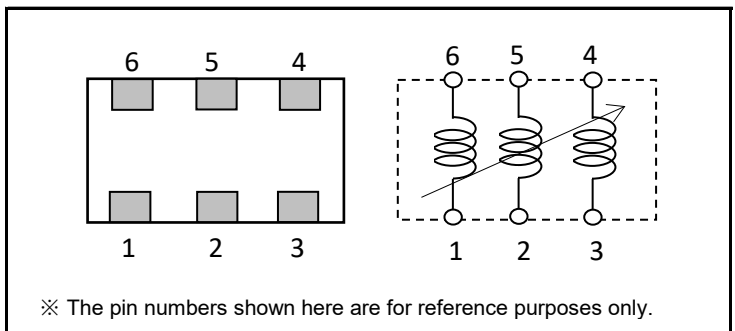 6 5 4
6 5 4
1 2 3
1 2 3
※ The pin numbers shown here are for reference purposes only.